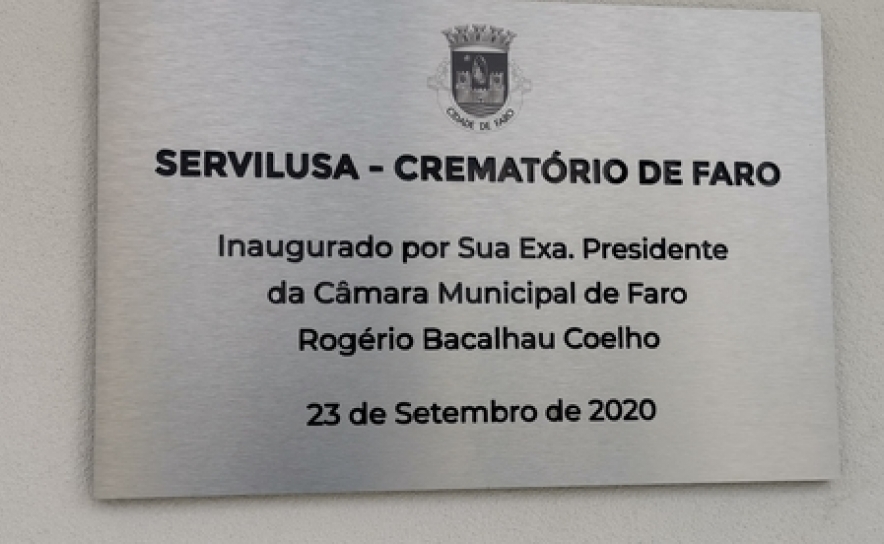 CIDADE DE FARO
SERVILUSA - CREMATÓRIO DE FARO
Inaugurado por Sua Exa. Presidente
da Câmara Municipal de Faro
Rogério Bacalhau Coelho
23 de Setembro de 2020